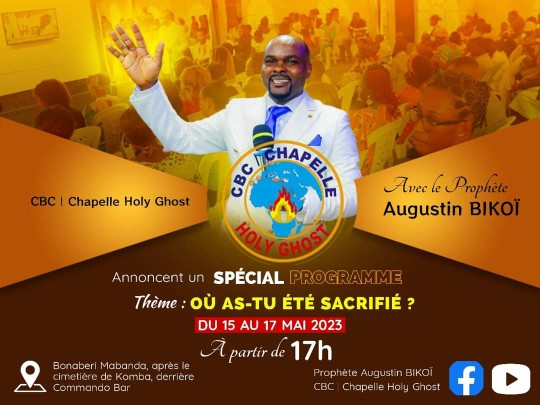 CBC | CHAPELLE
HOLY GHOST
CBC | Chapelle Holy Ghost
Avec le Prophète
Augustin BIKOÏ
Annoncent un SPÉCIAL PROGRAMME
Thème : OÙ AS-TU ÉTÉ SACRIFIÉ ?
DU 15 AU 17 MAI 2023
À partir de 17h
Bonaberi Mabanda, après le
cimetière de Komba, derrière
Commando Bar
Prophète Augustin BIKOÏ
CBC | Chapelle Holy Ghost